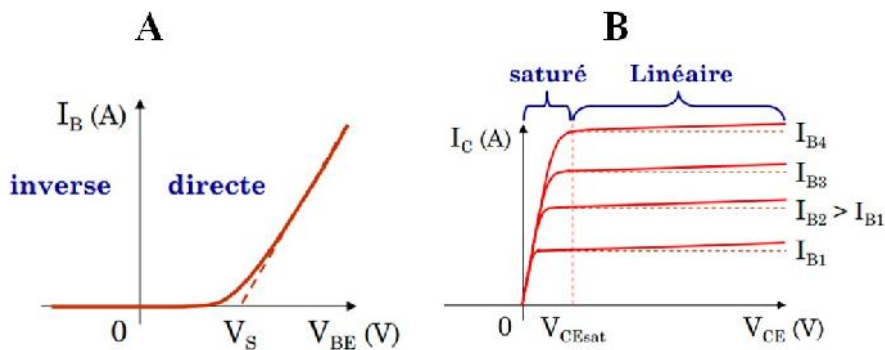 A
I_B (A)
inverse
directe
0
V_S
V_BE (V)
B
saturé
Linéaire
I_C (A)
I_B4
I_B3
I_B2 > I_B1
I_B1
0
V_CEsat
V_CE (V)